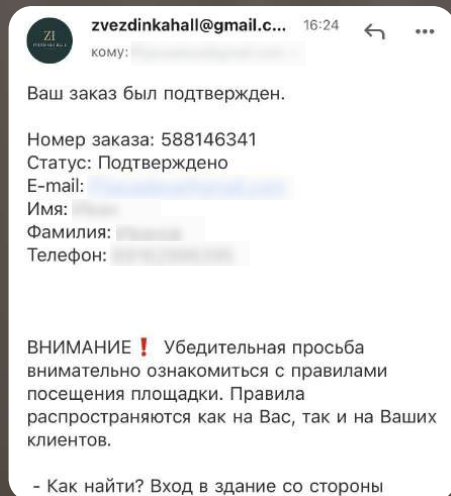 ZI
zvezdinkahall@gmail.c... 16:24
кому:
Ваш заказ был подтвержден.
Номер заказа: 588146341
Статус: Подтверждено
E-mail:
Имя:
Фамилия:
Телефон:
ВНИМАНИЕ❗ Убедительная просьба
внимательно ознакомиться с правилами
посещения площадки. Правила
распространяются как на Вас, так и на Ваших
клиентов.
- Как найти? Вход в здание со стороны